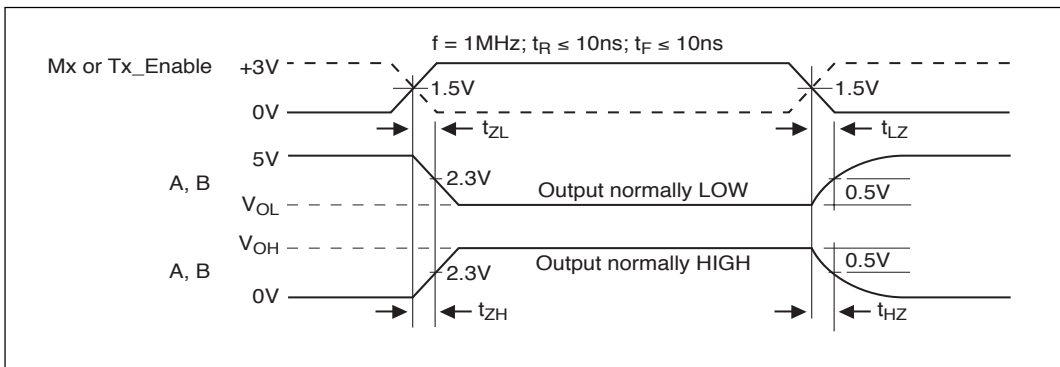 f = 1MHz; tR ≤ 10ns; tF ≤ 10ns
Mx or Tx_Enable
+3V
0V
1.5V
1.5V
tZL
tLZ
A, B
5V
VOL
2.3V
Output normally LOW
0.5V
A, B
VOH
0V
2.3V
Output normally HIGH
0.5V
tZH
tHZ